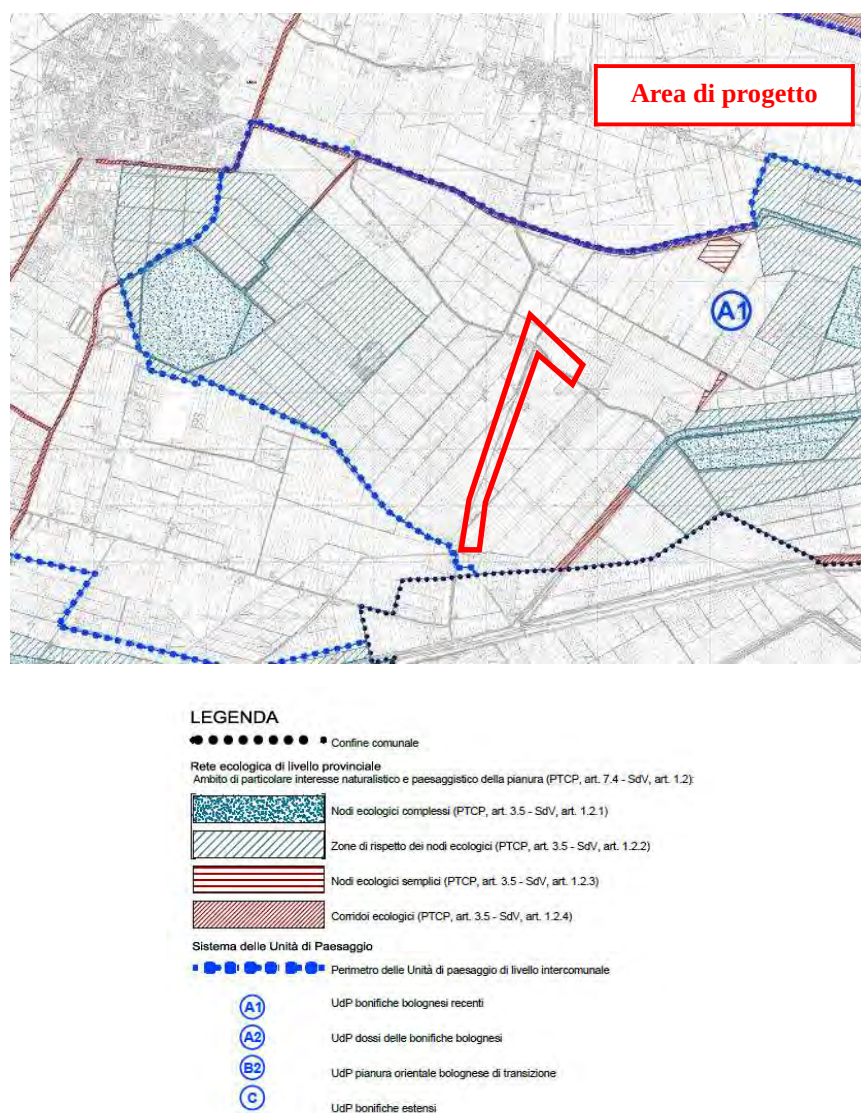 Area di progetto
A1
LEGENDA
Confine comunale
Rete ecologica di livello provinciale
Ambito di particolare interesse naturalistico e paesaggistico della pianura (PTCP, art. 7.4 - SdV, art. 1.2):
Nodi ecologici complessi (PTCP, art. 3.5 - SdV, art. 1.2.1)
Zone di rispetto dei nodi ecologici (PTCP, art. 3.5 - SdV, art. 1.2.2)
Nodi ecologici semplici (PTCP, art. 3.5 - SdV, art. 1.2.3)
Corridoi ecologici (PTCP, art. 3.5 - SdV, art. 1.2.4)
Sistema delle Unità di Paesaggio
Perimetro delle Unità di paesaggio di livello intercomunale
A1 UdP bonifiche bolognesi recenti
A2 UdP dossi delle bonifiche bolognesi
B2 UdP pianura orientale bolognese di transizione
C UdP bonifiche estensi